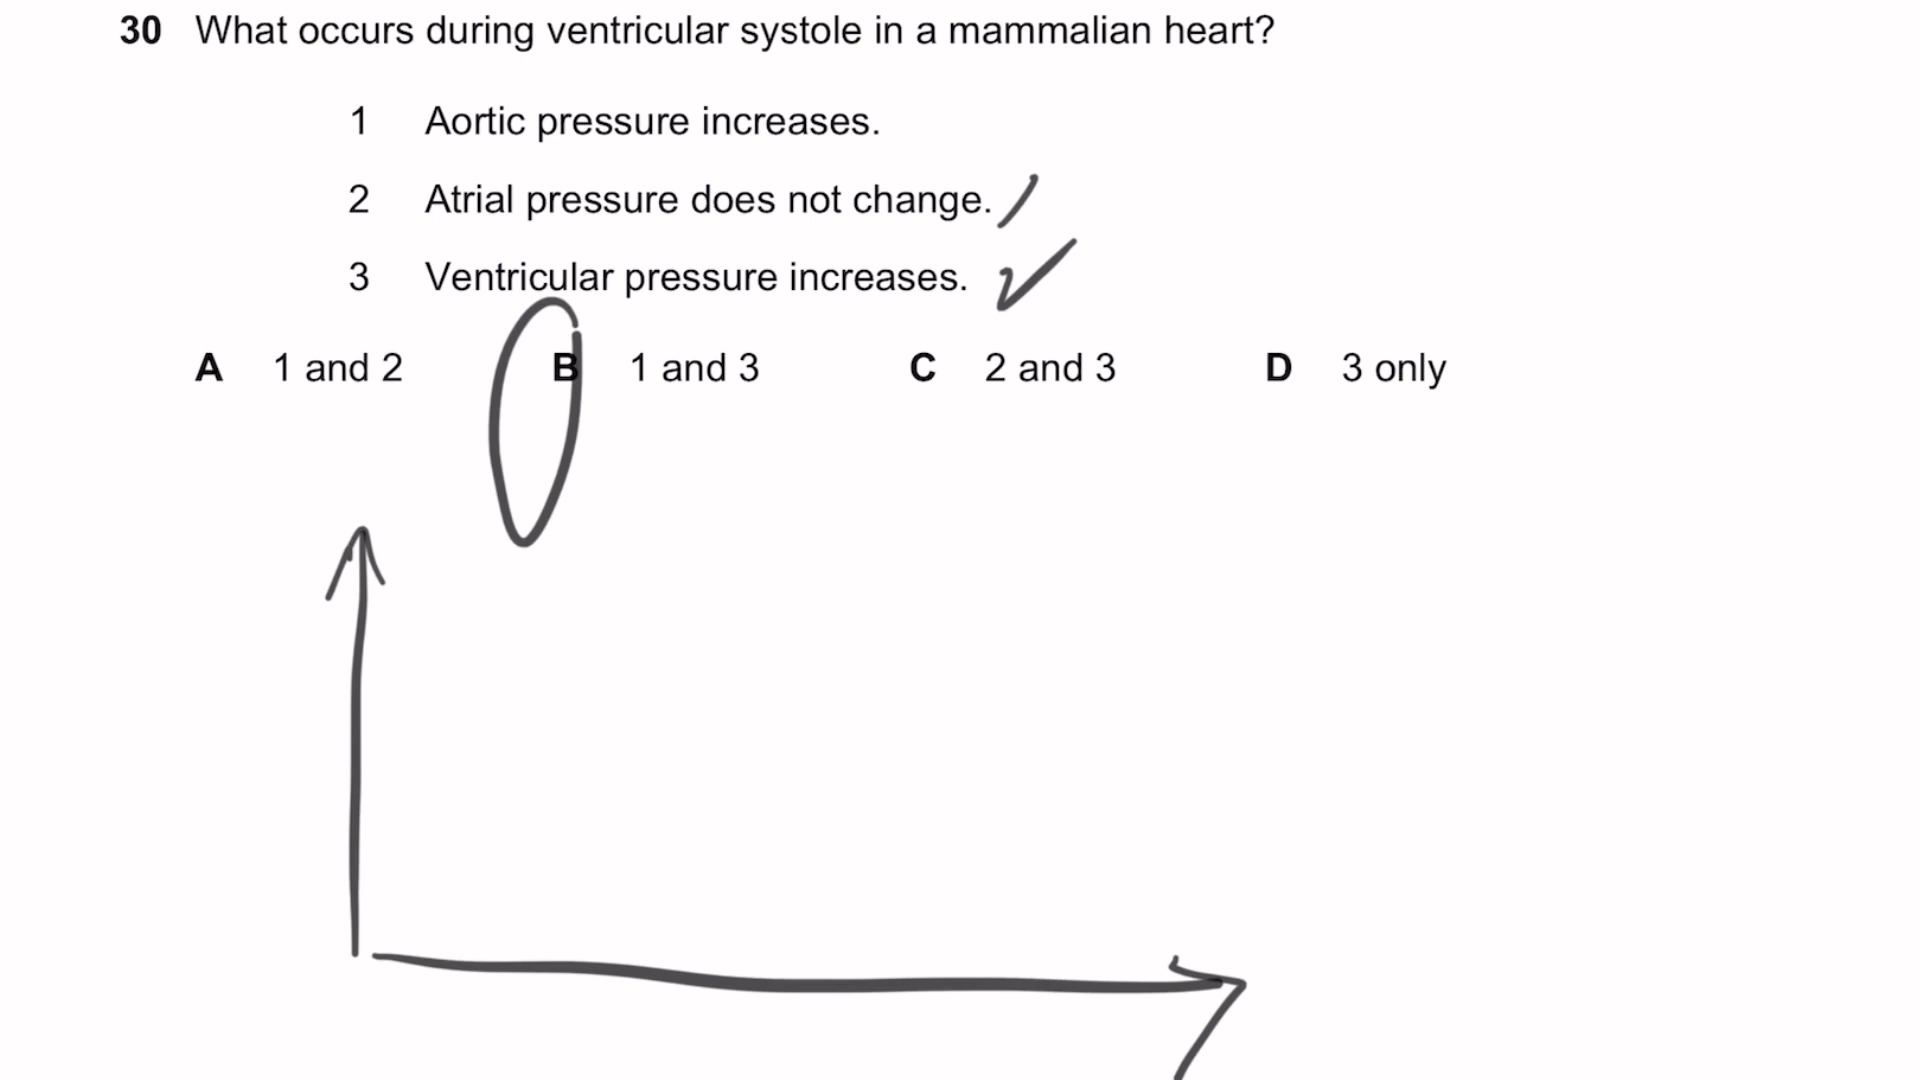 30 What occurs during ventricular systole in a mammalian heart?
1 Aortic pressure increases.
2 Atrial pressure does not change.
3 Ventricular pressure increases.
A 1 and 2 B 1 and 3 C 2 and 3 D 3 only